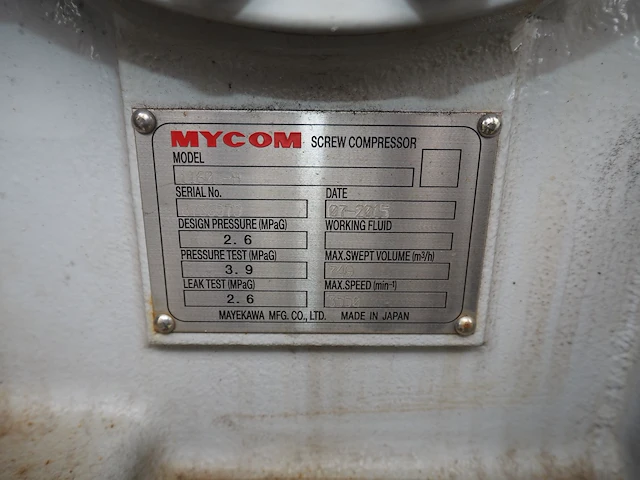 MYCOM SCREW COMPRESSOR
MODEL
SERIAL No. DATE
07-2015
DESIGN PRESSURE (MPaG) WORKING FLUID
2.6
PRESSURE TEST (MPaG) MAX.SWEPT VOLUME (m³/h)
3.9
LEAK TEST (MPaG) MAX.SPEED (min⁻¹)
2.6
MAYEKAWA MFG. CO., LTD. MADE IN JAPAN